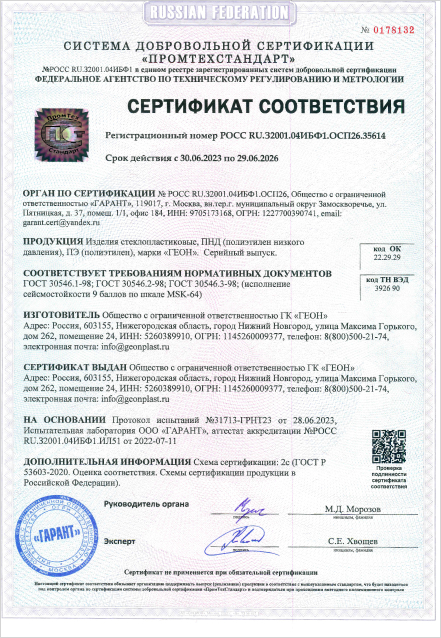 RUSSIAN FEDERATION
№ 0178132
СИСТЕМА ДОБРОВОЛЬНОЙ СЕРТИФИКАЦИИ
«ПРОМТЕХСТАНДАРТ»
№РОСС RU.32001.04ИБФ1 в едином реестре зарегистрированных систем добровольной сертификации
ФЕДЕРАЛЬНОЕ АГЕНТСТВО ПО ТЕХНИЧЕСКОМУ РЕГУЛИРОВАНИЮ И МЕТРОЛОГИИ
СЕРТИФИКАТ СООТВЕТСТВИЯ
ПромТех
ПТС
Стандарт
Регистрационный номер РОСС RU.32001.04ИБФ1.ОСП26.35614
Срок действия с 30.06.2023 по 29.06.2026
ОРГАН ПО СЕРТИФИКАЦИИ № РОСС RU.32001.04ИБФ1.ОСП26, Общество с ограниченной
ответственностью «ГАРАНТ», 119017, г. Москва, вн.тер.г. муниципальный округ Замоскворечье, ул.
Пятницкая, д. 37, помещ. 1/1, офис 184, ИНН: 9705173168, ОГРН: 1227700390741, email:
garant.cert@yandex.ru
ПРОДУКЦИЯ Изделия стеклопластиковые, ПНД (полиэтилен низкого
давления), ПЭ (полиэтилен), марки «ГЕОН». Серийный выпуск.
код ОК
22.29.29
СООТВЕТСТВУЕТ ТРЕБОВАНИЯМ НОРМАТИВНЫХ ДОКУМЕНТОВ
ГОСТ 30546.1-98; ГОСТ 30546.2-98; ГОСТ 30546.3-98; (исполнение
сейсмостойкости 9 баллов по шкале MSK-64)
код ТН ВЭД
3926 90
ИЗГОТОВИТЕЛЬ Общество с ограниченной ответственностью ГК «ГЕОН»
Адрес: Россия, 603155, Нижегородская область, город Нижний Новгород, улица Максима Горького,
дом 262, помещение 24, ИНН: 5260389910, ОГРН: 1145260009377, телефон: 8(800)500-21-74,
электронная почта: info@geonplast.ru
СЕРТИФИКАТ ВЫДАН Общество с ограниченной ответственностью ГК «ГЕОН»
Адрес: Россия, 603155, Нижегородская область, город Нижний Новгород, улица Максима Горького,
дом 262, помещение 24, ИНН: 5260389910, ОГРН: 1145260009377, телефон: 8(800)500-21-74,
электронная почта: info@geonplast.ru
НА ОСНОВАНИИ Протокол испытаний №31713-ГРНТ23 от 28.06.2023,
Испытательная лаборатория ООО «ГАРАНТ», аттестат аккредитации №РОСС
RU.32001.04ИБФ1.ИЛ51 от 2022-07-11
ДОПОЛНИТЕЛЬНАЯ ИНФОРМАЦИЯ Схема сертификации: 2с (ГОСТ Р
53603-2020. Оценка соответствия. Схемы сертификации продукции в
Российской Федерации).
Проверка
подлинности
сертификата
соответствия
Руководитель органа
подпись
М.Д. Морозов
инициалы, фамилия
Эксперт
подпись
С.Е. Хвощев
инициалы, фамилия
«ГАРАНТ»
МОСКВА
Сертификат не применяется при обязательной сертификации